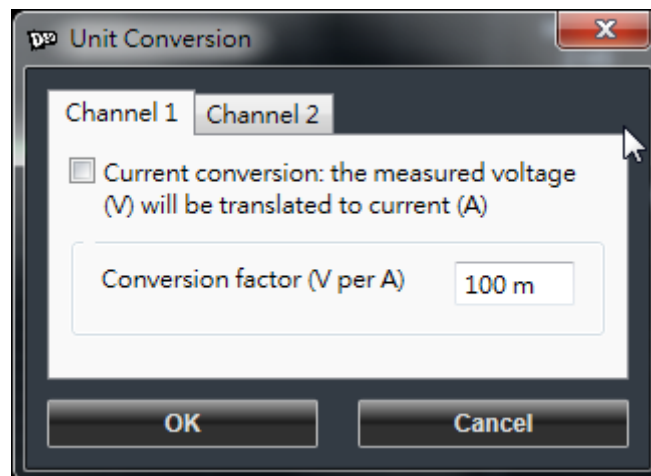 Unit Conversion
Channel 1
Channel 2
Current conversion: the measured voltage
(V) will be translated to current (A)
Conversion factor (V per A)
100 m
OK
Cancel